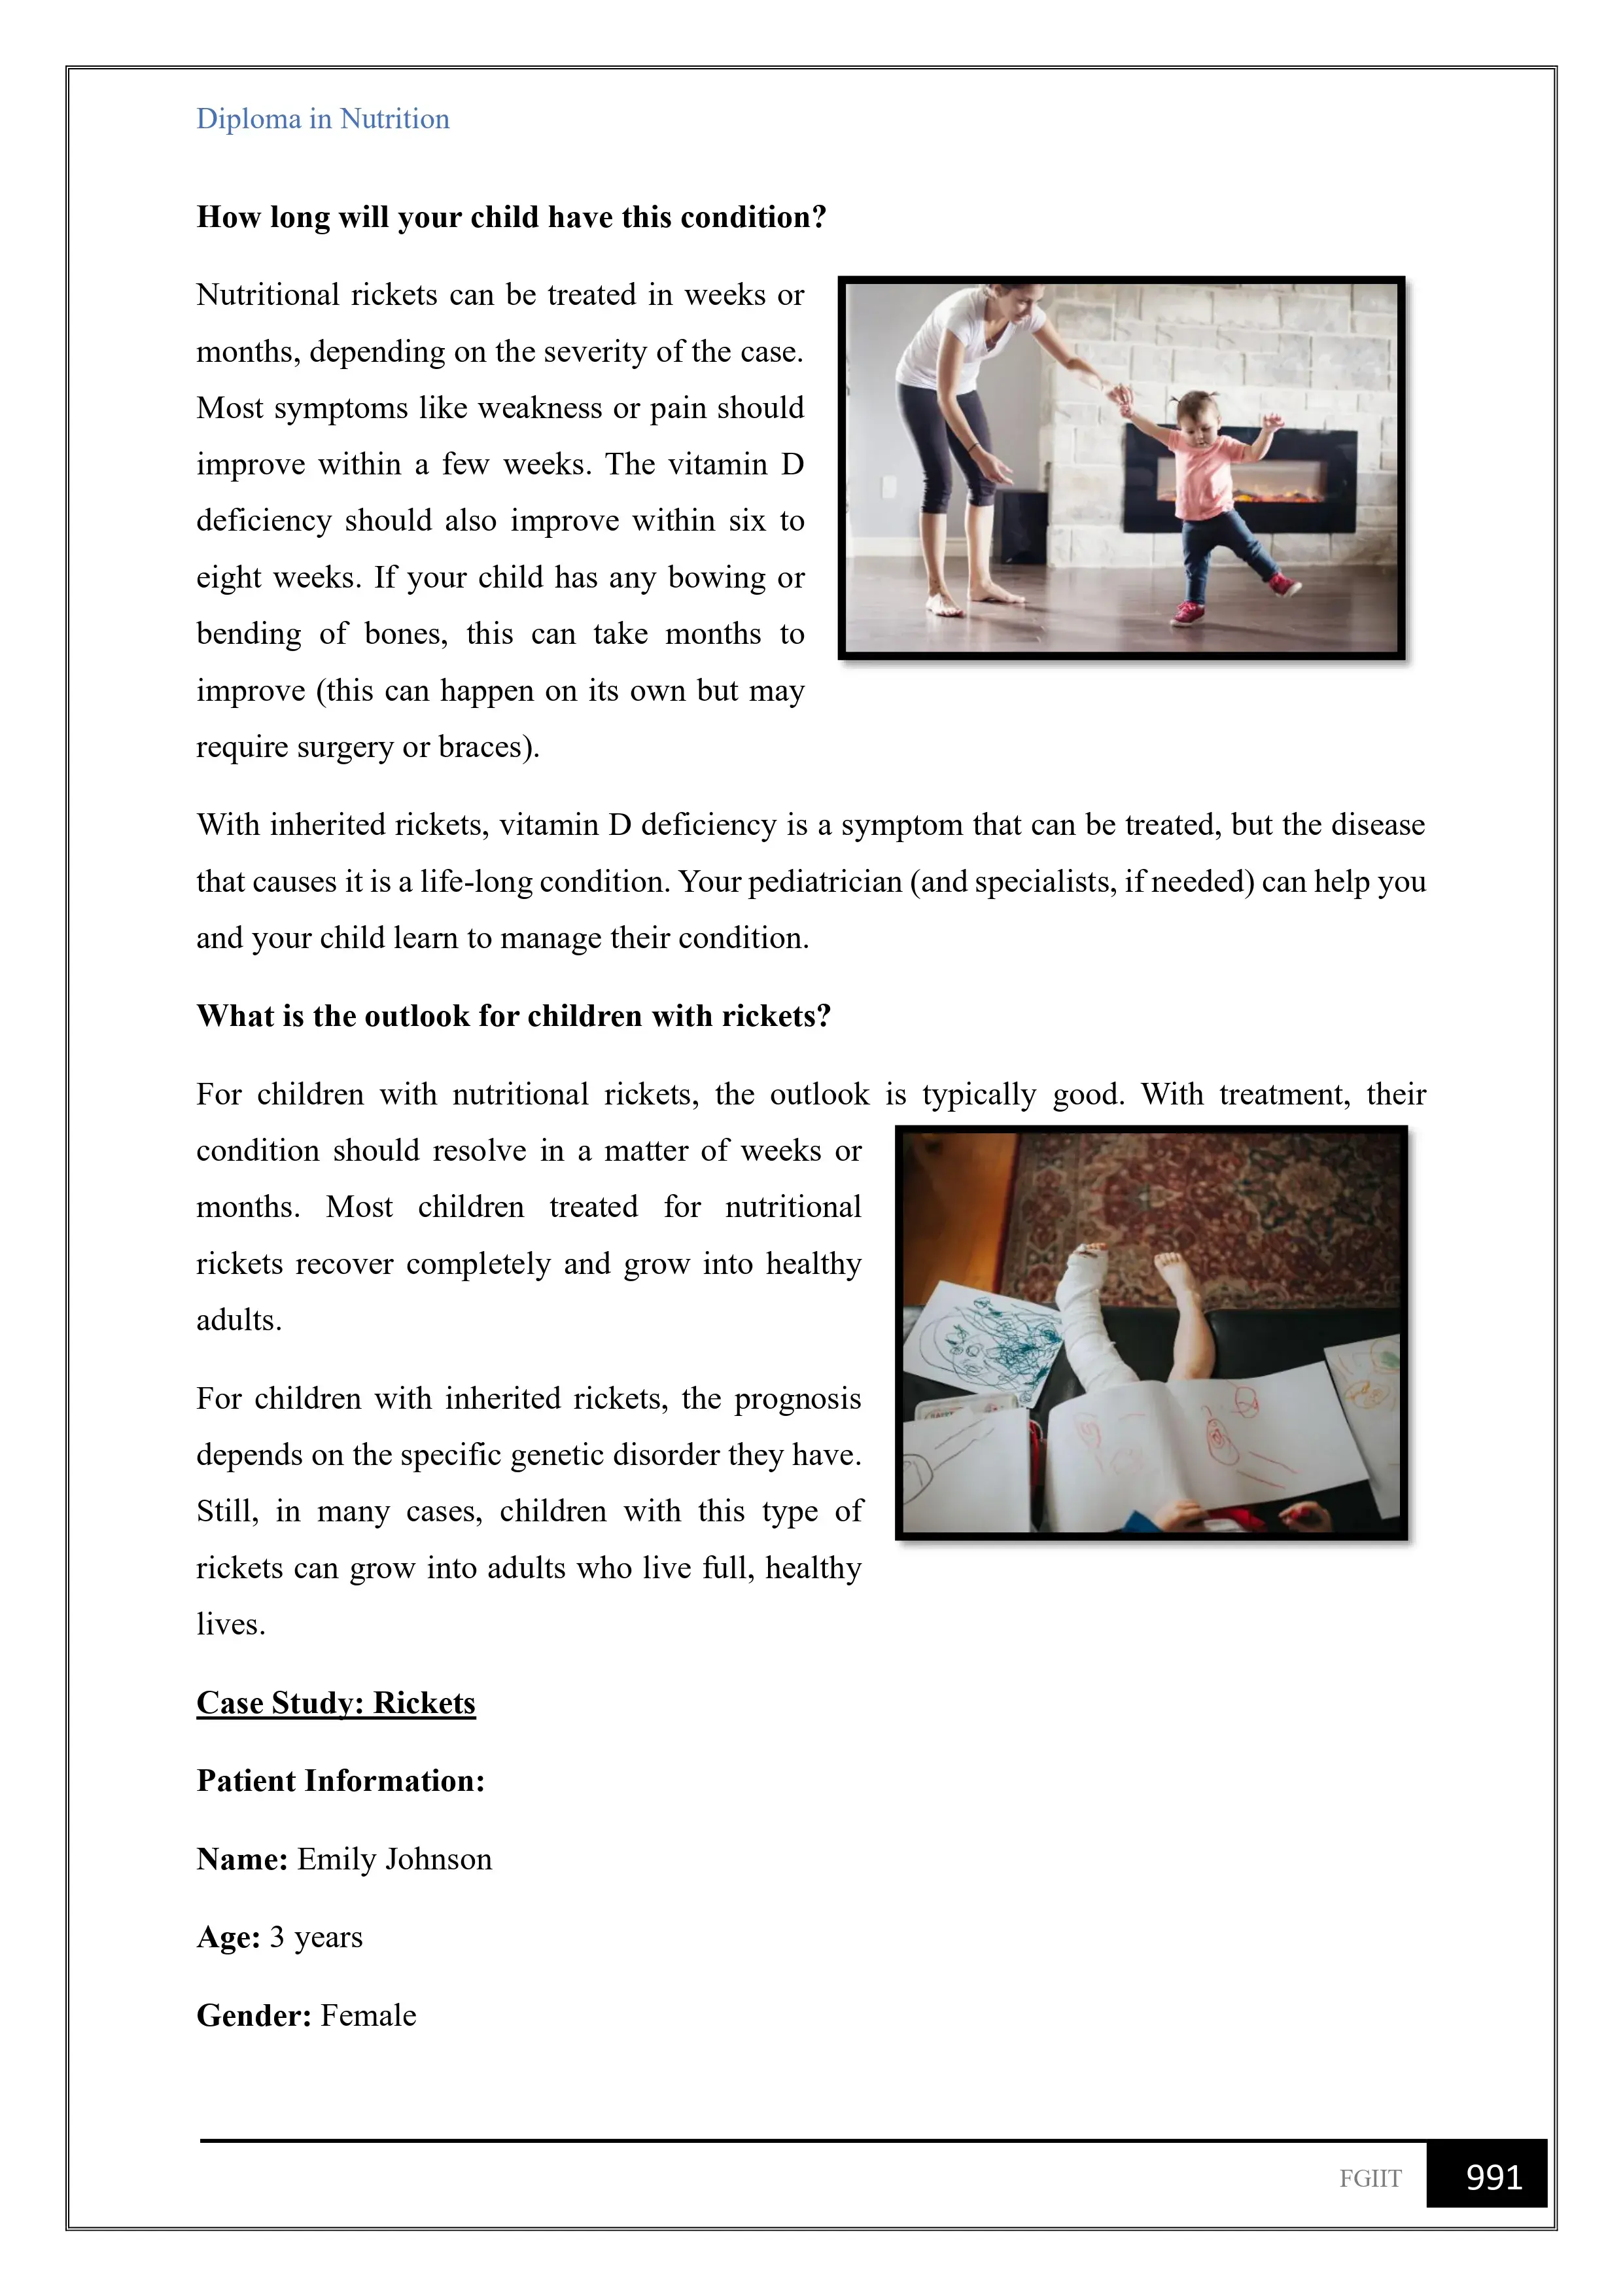 Diploma in Nutrition
How long will your child have this condition?
Nutritional rickets can be treated in weeks or
months, depending on the severity of the case.
Most symptoms like weakness or pain should
improve within a few weeks. The vitamin D
deficiency should also improve within six to
eight weeks. If your child has any bowing or
bending of bones, this can take months to
improve (this can happen on its own but may
require surgery or braces).
With inherited rickets, vitamin D deficiency is a symptom that can be treated, but the disease
that causes it is a life-long condition. Your pediatrician (and specialists, if needed) can help you
and your child learn to manage their condition.
What is the outlook for children with rickets?
For children with nutritional rickets, the outlook is typically good. With treatment, their
condition should resolve in a matter of weeks or
months. Most children treated for nutritional
rickets recover completely and grow into healthy
adults.
For children with inherited rickets, the prognosis
depends on the specific genetic disorder they have.
Still, in many cases, children with this type of
rickets can grow into adults who live full, healthy
lives.
Case Study: Rickets
Patient Information:
Name: Emily Johnson
Age: 3 years
Gender: Female
FGIIT
991